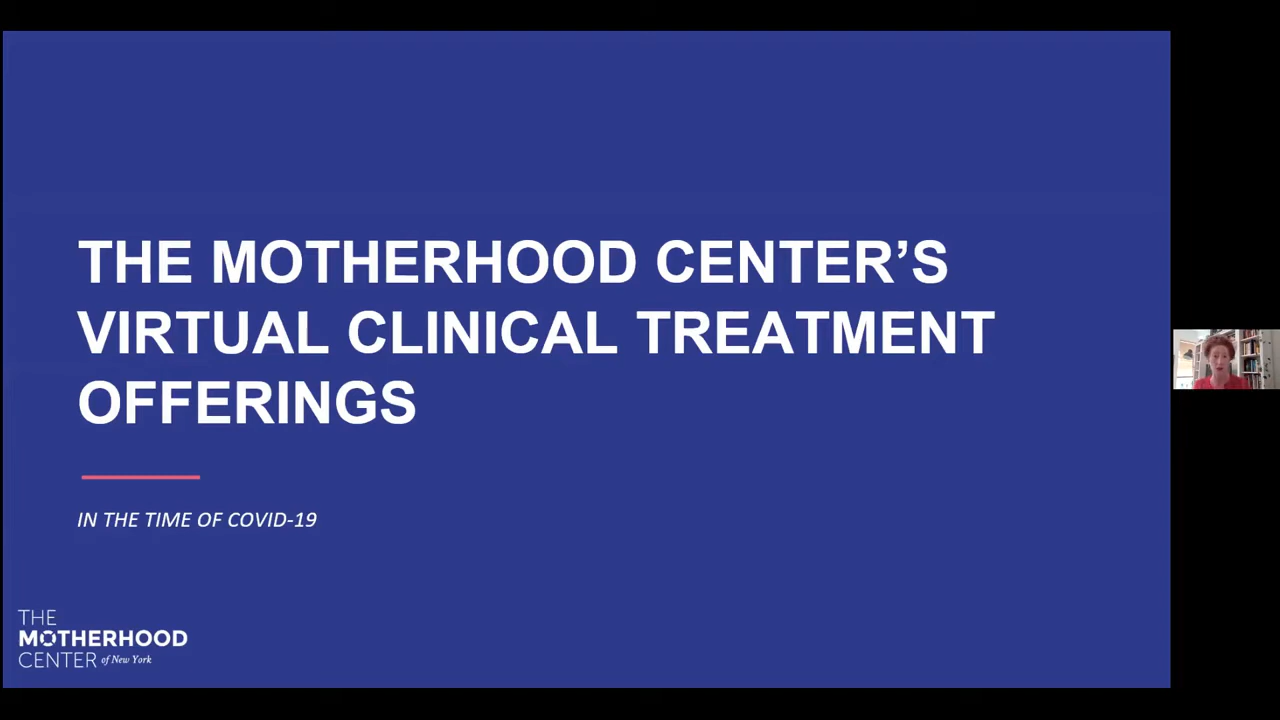 THE MOTHERHOOD CENTER’S
VIRTUAL CLINICAL TREATMENT
OFFERINGS
IN THE TIME OF COVID-19
THE
MOTHERHOOD
CENTER of New York